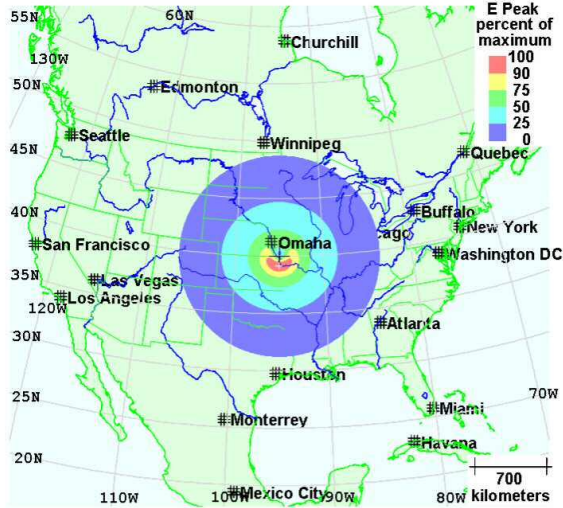 55N
60N
E Peak
percent of
maximum
100
90
75
50
25
0
Churchill
130W
50N
Edmonton
Seattle
Winnipeg
Quebec
45N
40N
Buffalo
New York
San Francisco
Omaha
cago
Washington DC
35N
Las Vegas
Los Angeles
120W
Atlanta
30N
Houston
70W
25N
Monterrey
Miami
Havana
20N
110W
100W
Mexico City
90W
80W
700
kilometers